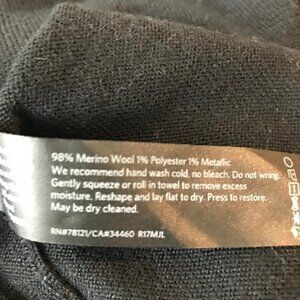 98% Merino Wool 1% Polyester 1% Metallic
We recommend hand wash cold, no bleach. Do not wring.
Gently squeeze or roll in towel to remove excess
moisture. Reshape and lay flat to dry. Press to restore.
May be dry cleaned.
RN#78121/CA#34460 R17MJL